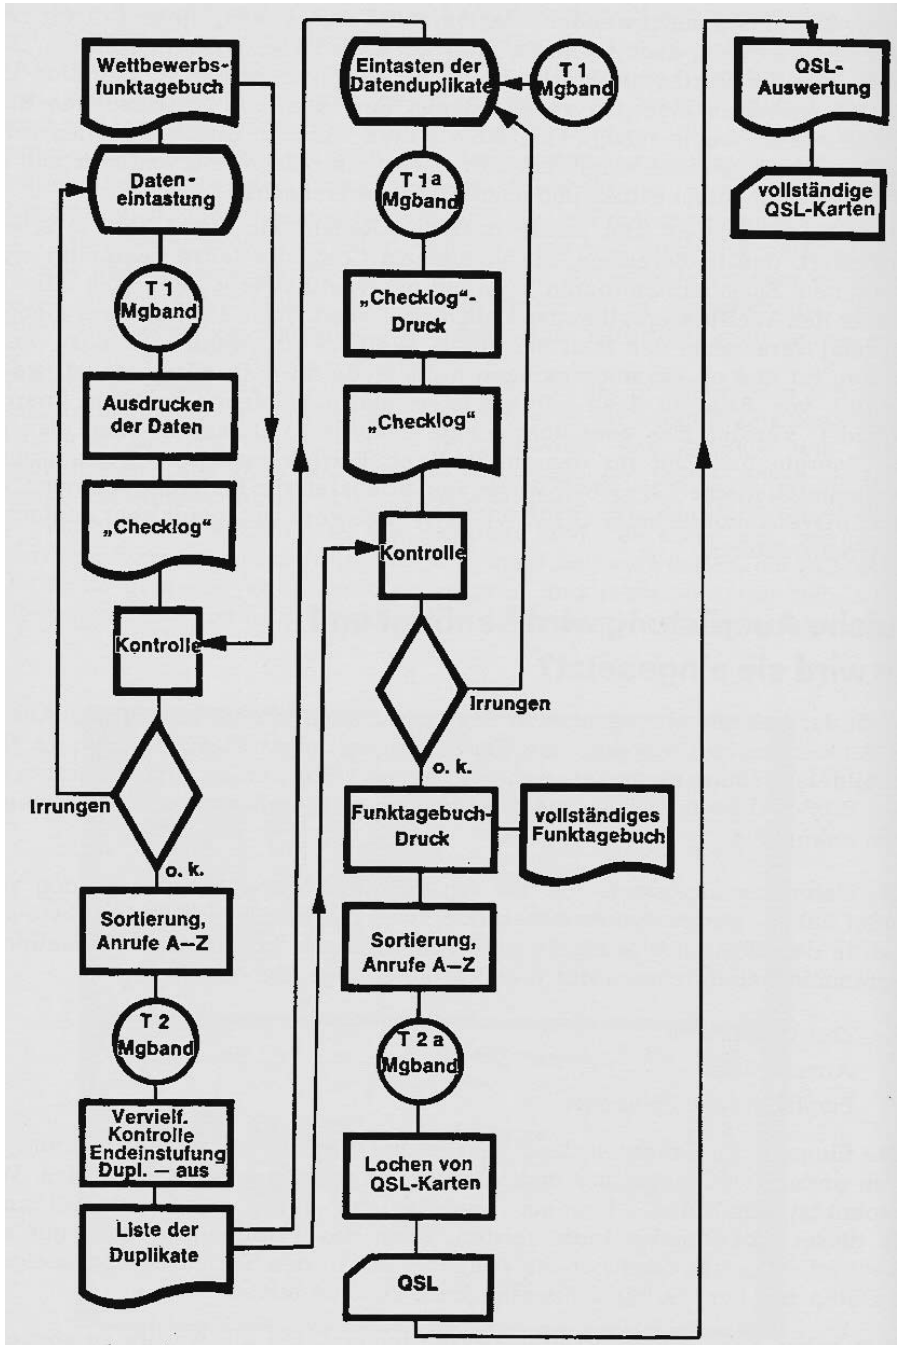 Wettbewerbs-
funktagebuch
Daten-
eintastung
T 1
Mgband
Ausdrucken
der Daten
„Checklog“
Kontrolle
Irrungen
o. k.
Sortierung,
Anrufe A—Z
T 2
Mgband
Vervielf.
Kontrolle
Endeinstufung
Dupl. — aus
Liste der
Duplikate
Eintasten der
Datenduplikate
T 1
Mgband
T 1a
Mgband
„Checklog“-
Druck
„Checklog“
Kontrolle
Irrungen
o. k.
Funktagebuch-
Druck
vollständiges
Funktagebuch
Sortierung,
Anrufe A—Z
T 2 a
Mgband
Lochen von
QSL-Karten
QSL
QSL-
Auswertung
vollständige
QSL-Karten